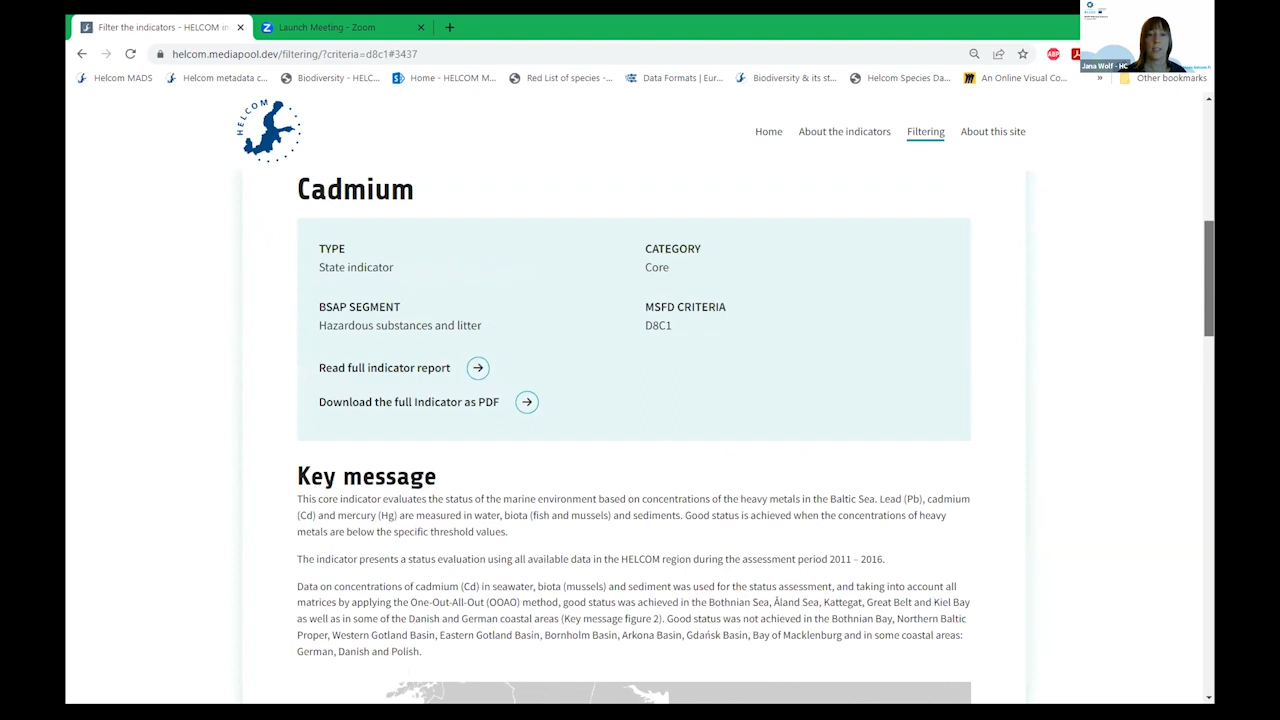 Filter the indicators - HELCOM in
Launch Meeting - Zoom
helcom.mediapool.dev/filtering/?criteria=d8c1#3437
Helcom MADS
Helcom metadata c...
Biodiversity - HELC...
Home - HELCOM M...
Red List of species -...
Data Formats | Eur...
Biodiversity & its st...
Helcom Species Da...
An Online Visual Co...
»
Other bookmarks
ABP
Jana Wolf - HC
HELCOM
Home
About the indicators
Filtering
About this site
Cadmium
TYPE
State indicator
CATEGORY
Core
BSAP SEGMENT
Hazardous substances and litter
MSFD CRITERIA
D8C1
Read full indicator report
Download the full Indicator as PDF
Key message
This core indicator evaluates the status of the marine environment based on concentrations of the heavy metals in the Baltic Sea. Lead (Pb), cadmium
(Cd) and mercury (Hg) are measured in water, biota (fish and mussels) and sediments. Good status is achieved when the concentrations of heavy
metals are below the specific threshold values.
The indicator presents a status evaluation using all available data in the HELCOM region during the assessment period 2011 – 2016.
Data on concentrations of cadmium (Cd) in seawater, biota (mussels) and sediment was used for the status assessment, and taking into account all
matrices by applying the One-Out-All-Out (OOAO) method, good status was achieved in the Bothnian Sea, Åland Sea, Kattegat, Great Belt and Kiel Bay
as well as in some of the Danish and German coastal areas (Key message figure 2). Good status was not achieved in the Bothnian Bay, Northern Baltic
Proper, Western Gotland Basin, Eastern Gotland Basin, Bornholm Basin, Arkona Basin, Gdańsk Basin, Bay of Macklenburg and in some coastal areas:
German, Danish and Polish.